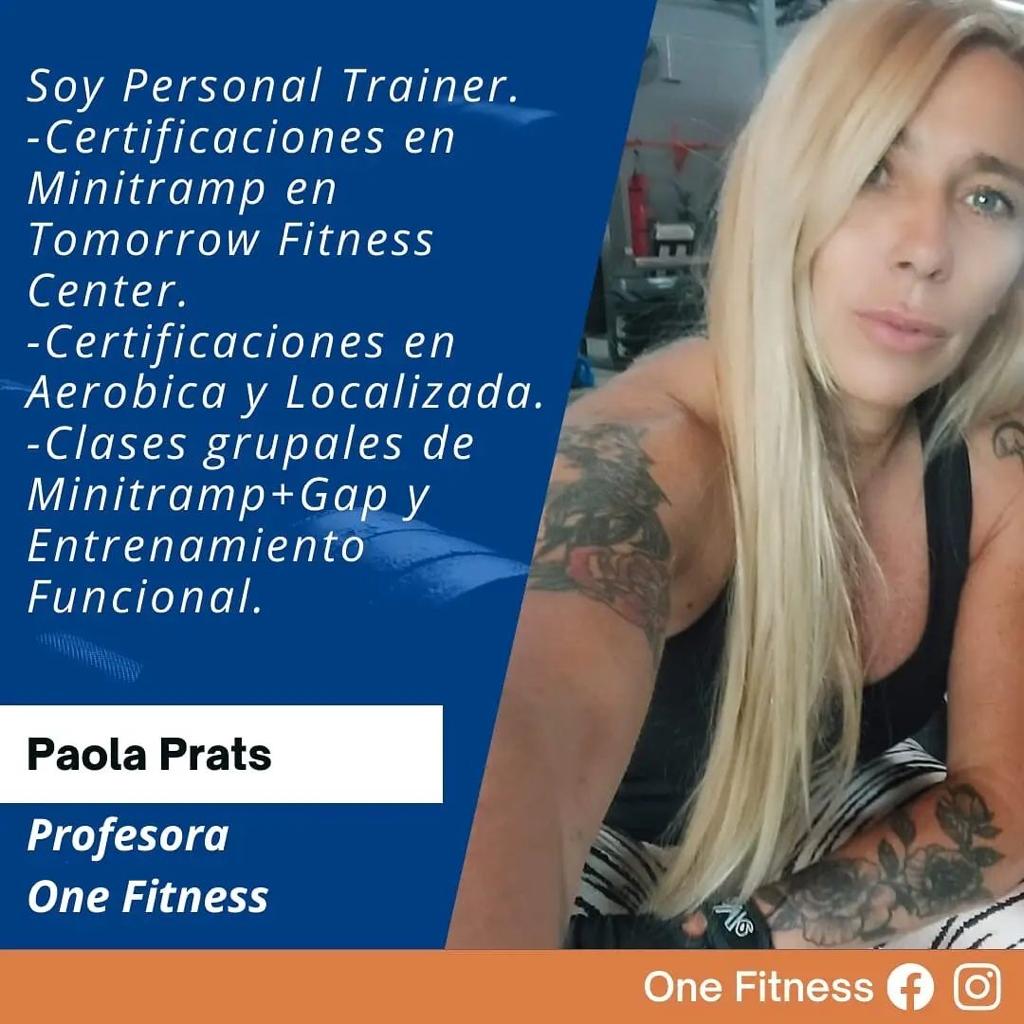 Soy Personal Trainer.
-Certificaciones en
Minitramp en
Tomorrow Fitness
Center.
-Certificaciones en
Aerobica y Localizada.
-Clases grupales de
Minitramp+Gap y
Entrenamiento
Funcional.
Paola Prats
Profesora
One Fitness
One Fitness